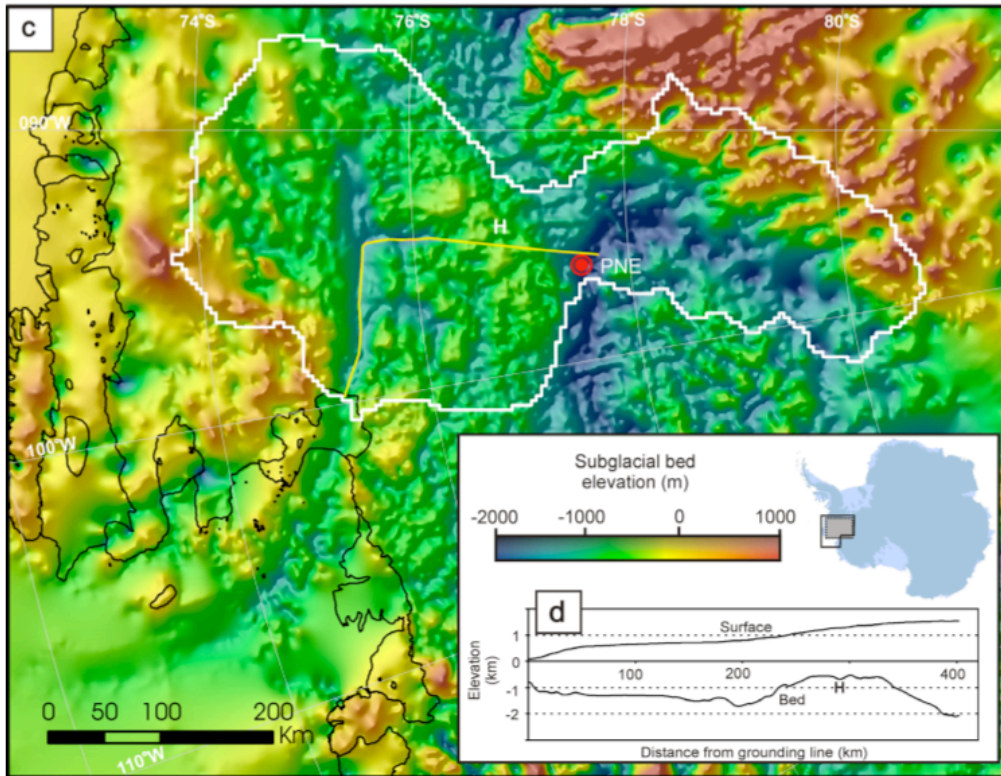 c
74°S
76°S
78°S
80°S
090°W
H
PNE
100°W
110°W
0 50 100 200
Km
Subglacial bed
elevation (m)
-2000 -1000 0 1000
d
Surface
1
0
100 200 400
-1
H
Bed
-2
Elevation
(km)
Distance from grounding line (km)